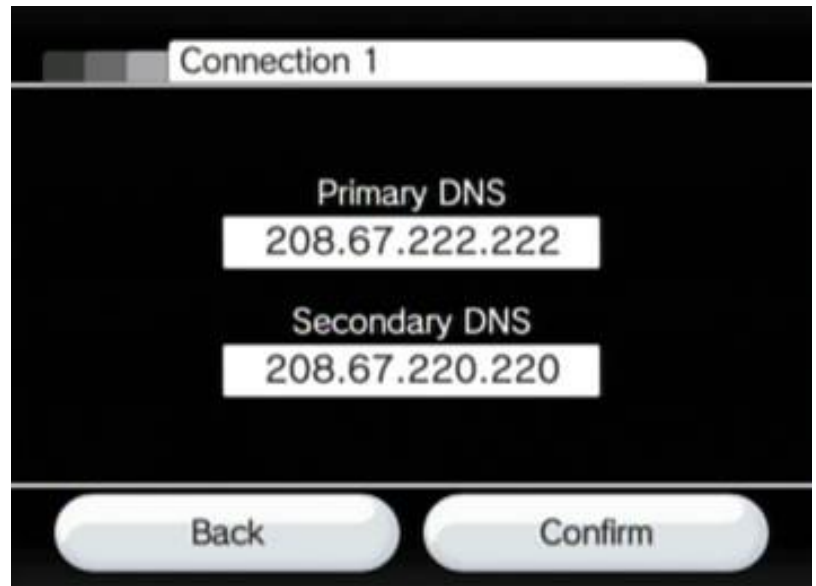 Connection 1
Primary DNS
208.67.222.222
Secondary DNS
208.67.220.220
Back
Confirm